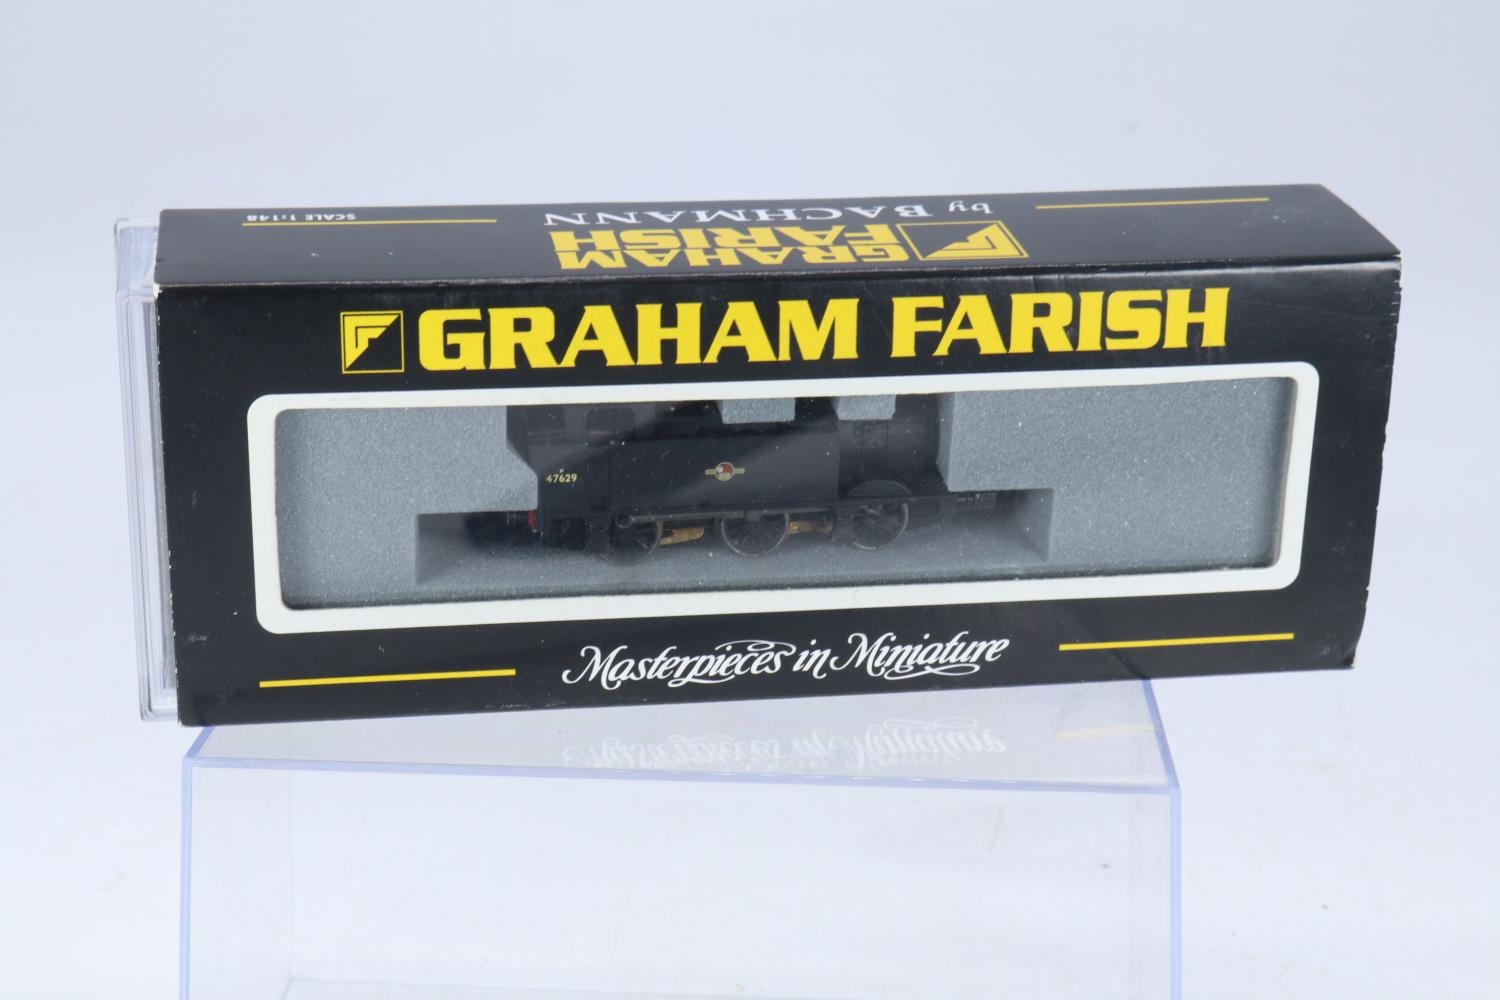 SCALE 1:148
by BACHMANN
GRAHAM
FARISH
GRAHAM FARISH
47629
Masterpieces in Miniature